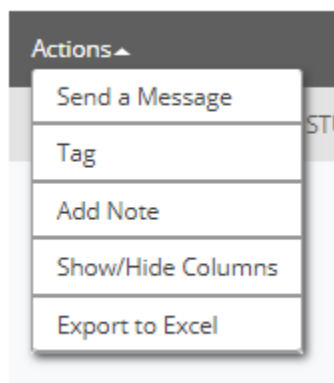 Actions
Send a Message
Tag
Add Note
Show/Hide Columns
Export to Excel